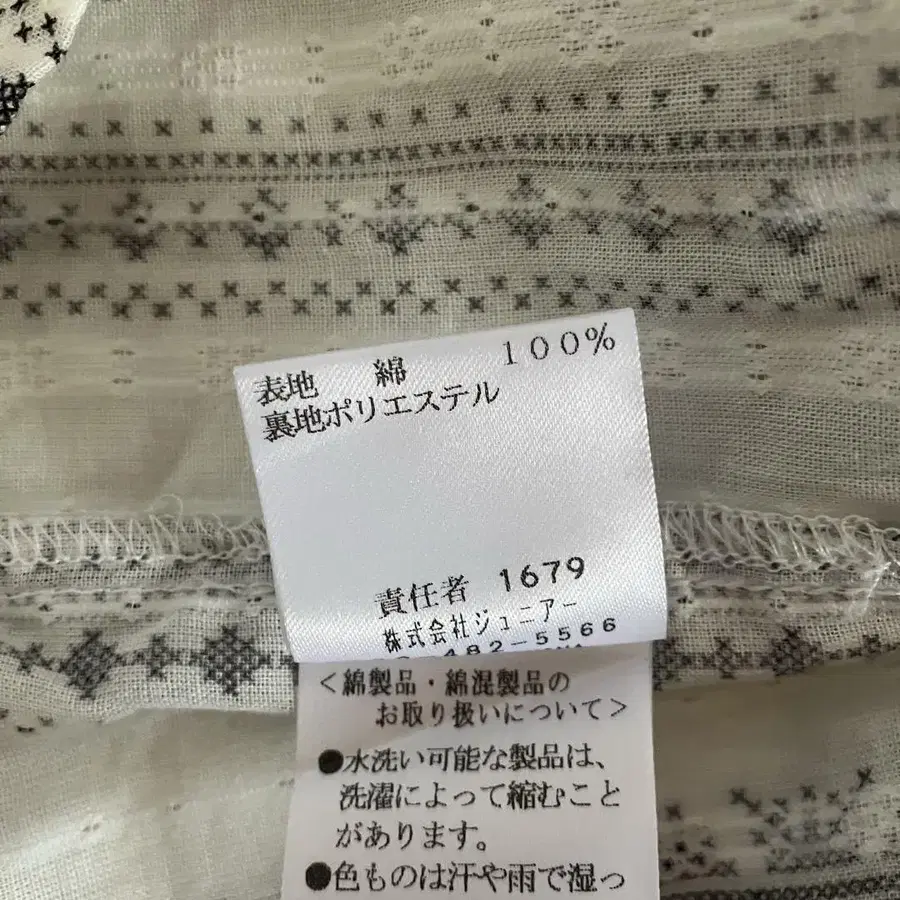 表地 綿 100%
裏地ポリエステル
責任者 1679
株式会社ジュニアー
482-5566
<綿製品・綿混製品の
お取り扱いについて>
●水洗い可能な製品は、
洗濯によって縮むこと
があります。
●色ものは汗や雨で湿っ